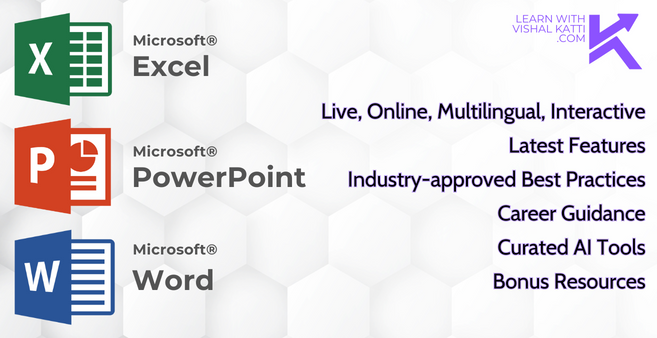 LEARN WITH
VISHAL KATTI
.COM
X
Microsoft®
Excel
P
Microsoft®
PowerPoint
W
Microsoft®
Word
Live, Online, Multilingual, Interactive
Latest Features
Industry-approved Best Practices
Career Guidance
Curated AI Tools
Bonus Resources